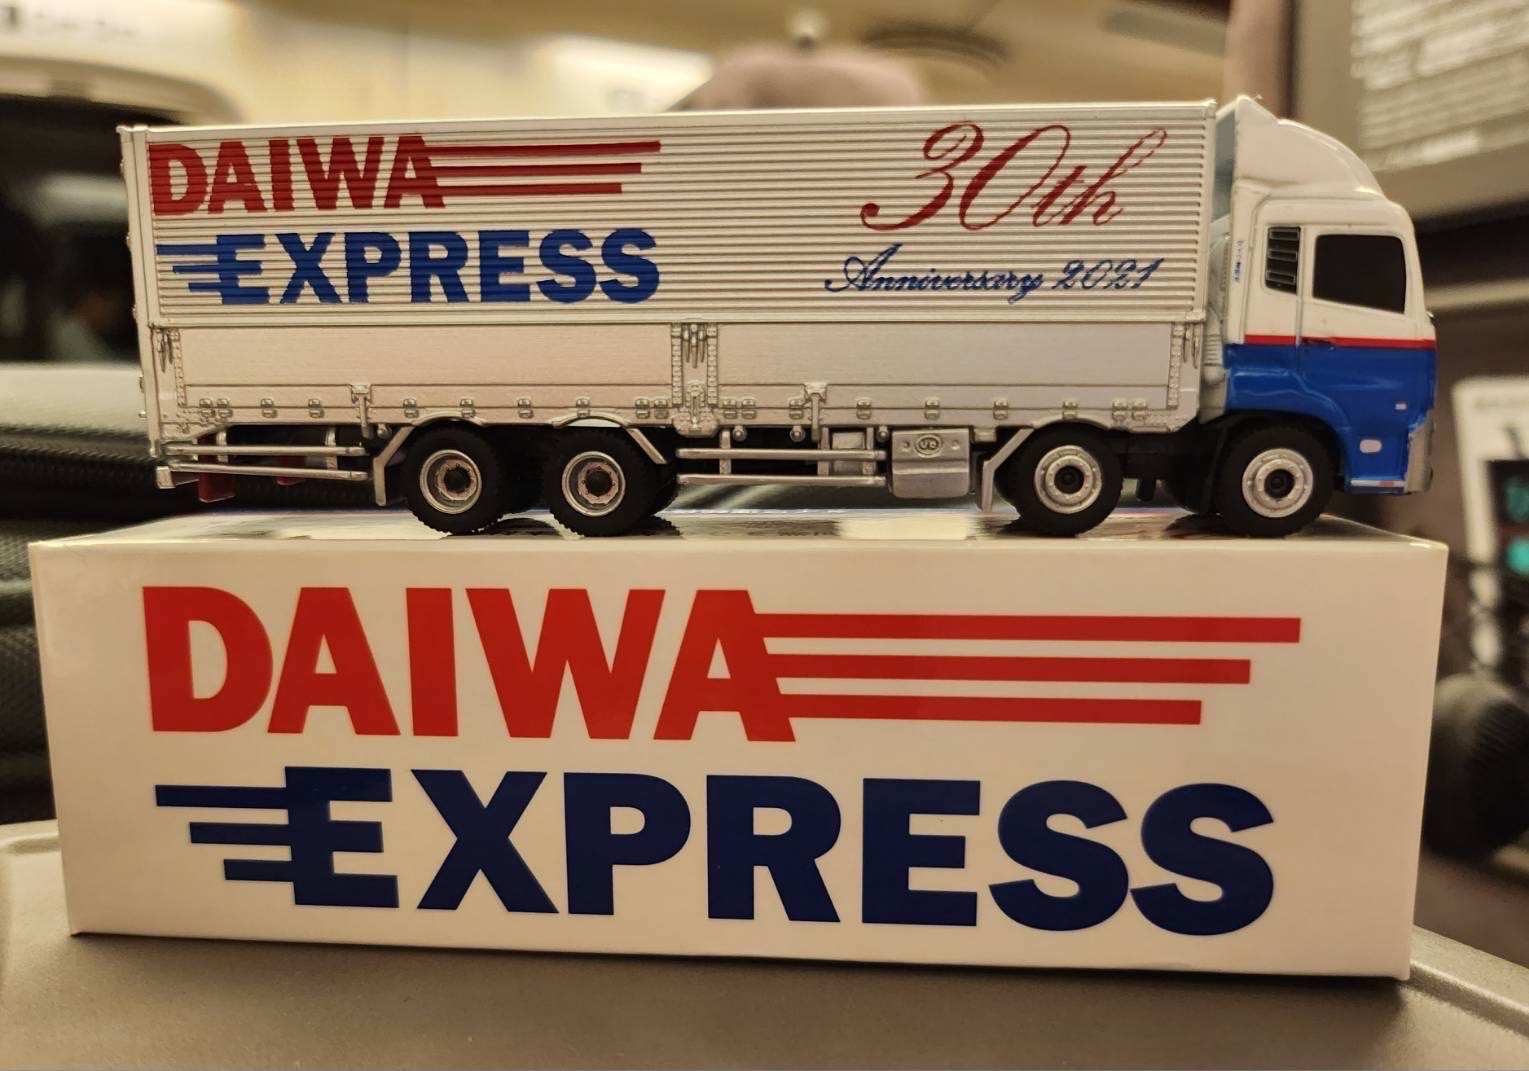 DAIWA
EXPRESS
30th
Anniversary 2021
DAIWA
EXPRESS